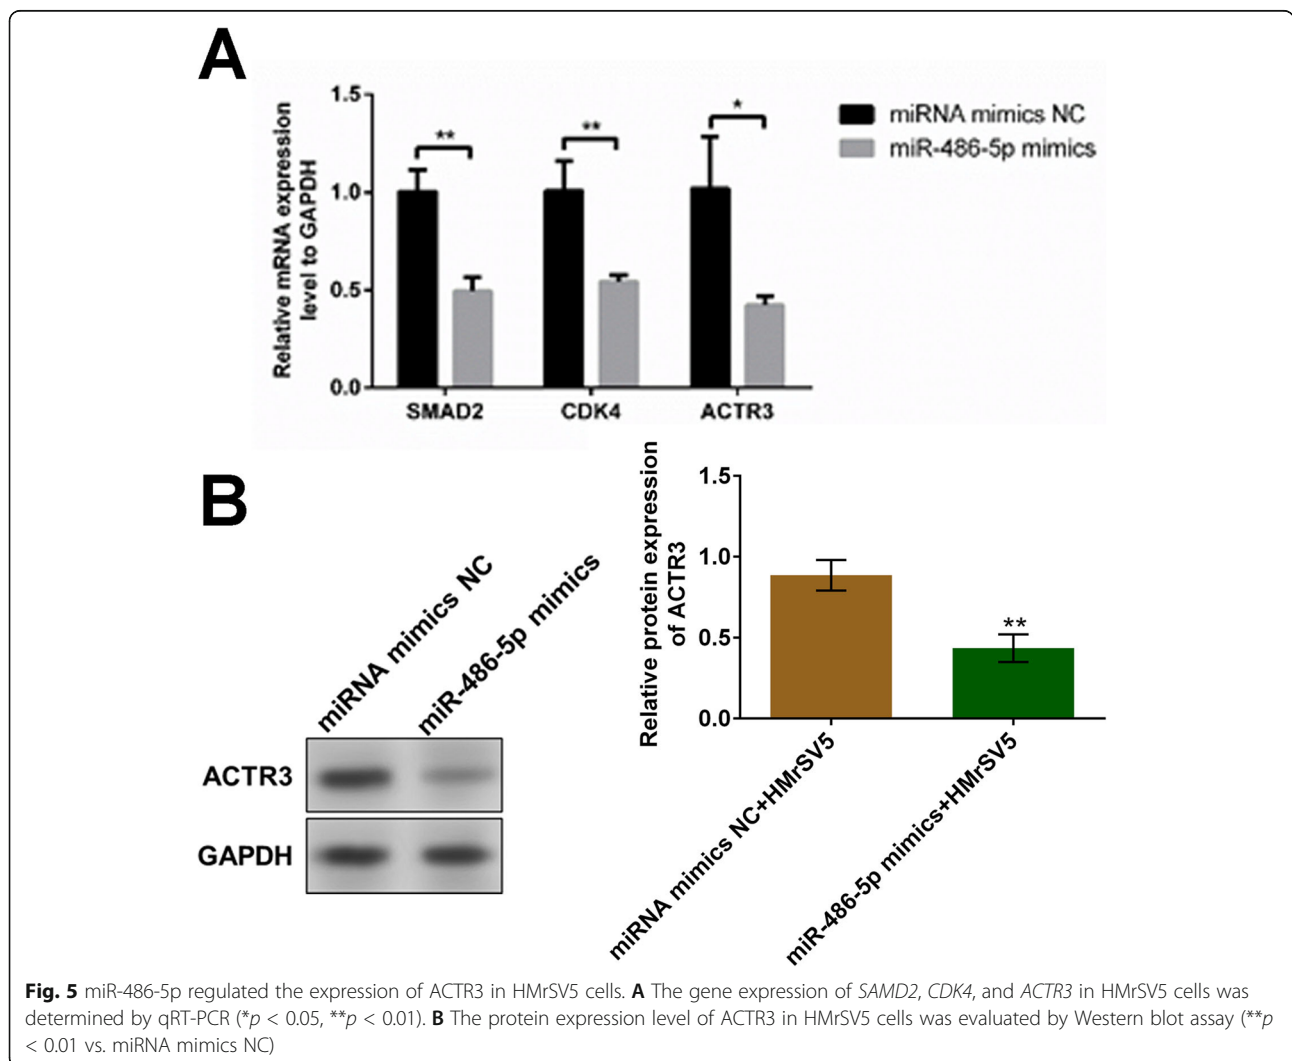 A
Relative mRNA expression
level to GAPDH
1.5
1.0
0.5
0.0
**
**
*
SMAD2
CDK4
ACTR3
miRNA mimics NC
miR-486-5p mimics
B
miRNA mimics NC
miR-486-5p mimics
ACTR3
GAPDH
Relative protein expression
of ACTR3
1.5
1.0
0.5
0.0
**
miRNA mimics NC+HMrSV5
miR-486-5p mimics+HMrSV5
Fig. 5 miR-486-5p regulated the expression of ACTR3 in HMrSV5 cells. A The gene expression of SAMD2, CDK4, and ACTR3 in HMrSV5 cells was
determined by qRT-PCR (*p < 0.05, **p < 0.01). B The protein expression level of ACTR3 in HMrSV5 cells was evaluated by Western blot assay (**p
< 0.01 vs. miRNA mimics NC)